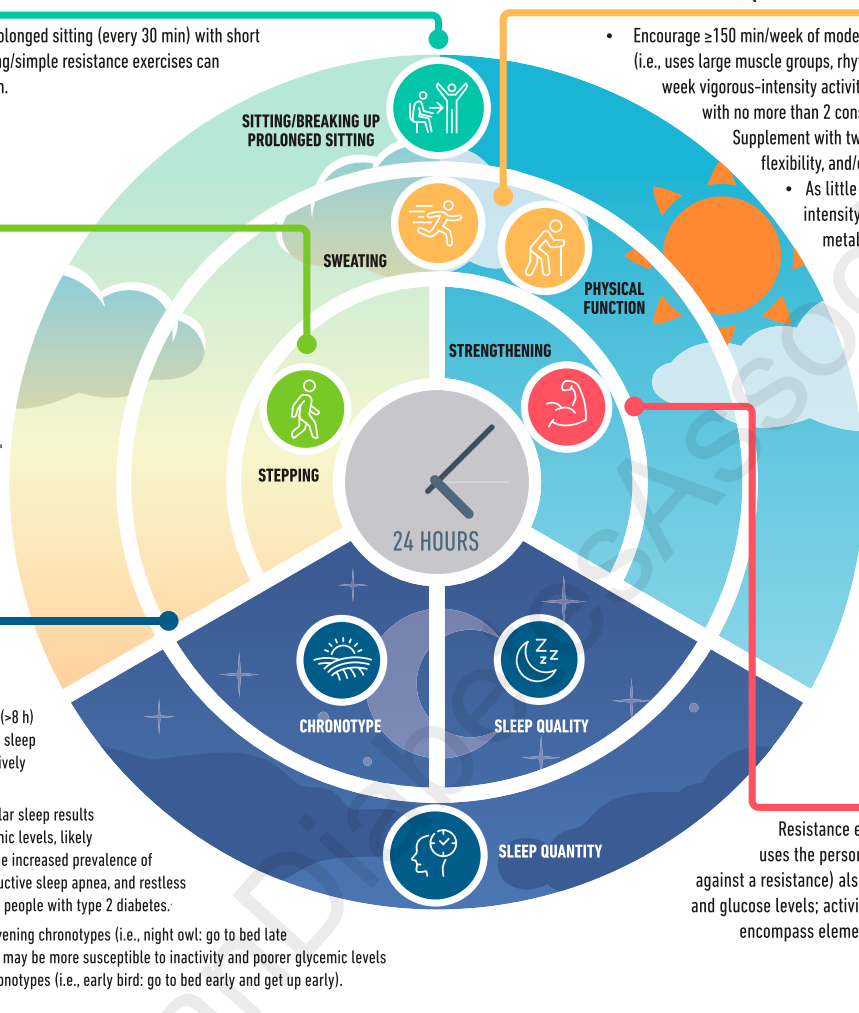 olonged sitting (every 30 min) with short
g/simple resistance exercises can
n.
• Encourage ≥150 min/week of mode
(i.e., uses large muscle groups, rhy
week vigorous-intensity activit
with no more than 2 cons
Supplement with tw
flexibility, and/
• As little
intensity
metab
SITTING/BREAKING UP
PROLONGED SITTING
SWEATING
PHYSICAL
FUNCTION
STRENGTHENING
STEPPING
24 HOURS
CHRONOTYPE
SLEEP QUALITY
SLEEP QUANTITY
(>8 h)
sleep
ively
lar sleep results
mic levels, likely
e increased prevalence of
uctive sleep apnea, and restless
people with type 2 diabetes.
vening chronotypes (i.e., night owl: go to bed late
may be more susceptible to inactivity and poorer glycemic levels
onotypes (i.e., early bird: go to bed early and get up early).
Resistance e
uses the person
against a resistance) als
and glucose levels; activi
encompass eleme
anDiabetesAssoc